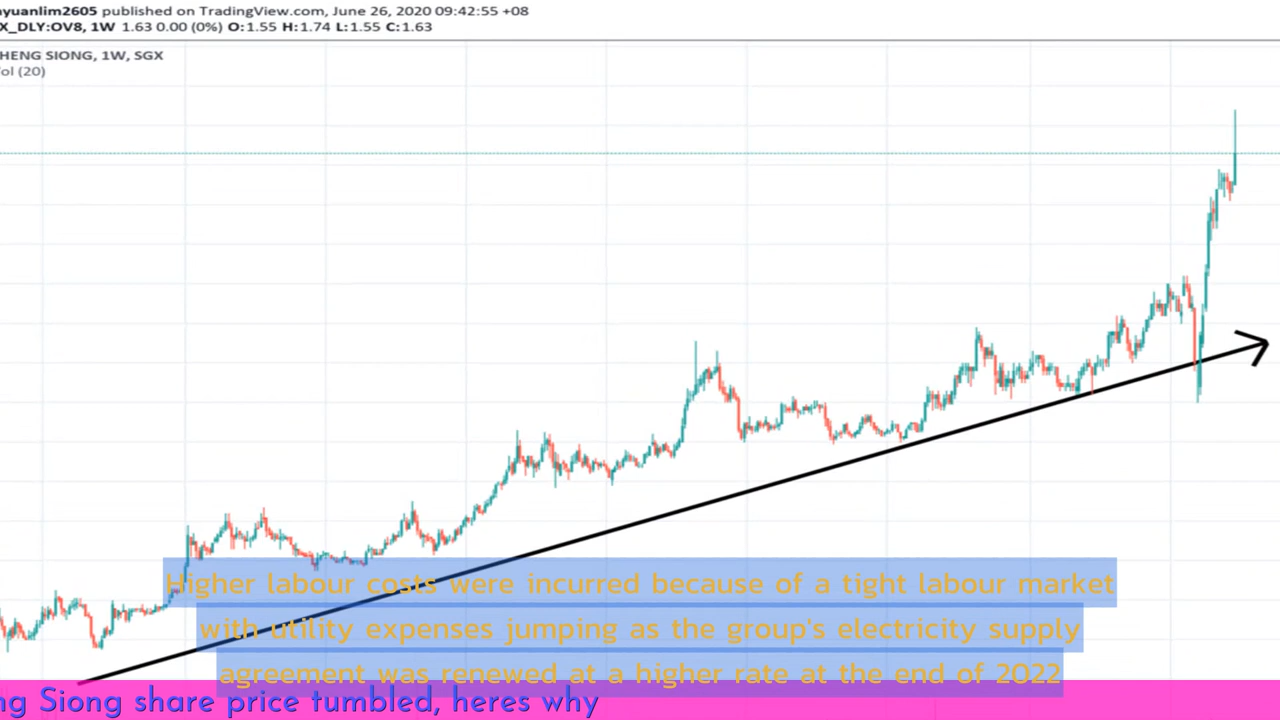 yuanlim2605 published on TradingView.com, June 26, 2020 09:42:55 +08
X_DLY:OV8, 1W 1.63 0.00 (0%) O:1.55 H:1.74 L:1.55 C:1.63
HENG SIONG, 1W, SGX
ol (20)
Higher labour costs were incurred because of a tight labour market
with utility expenses jumping as the group's electricity supply
agreement was renewed at a higher rate at the end of 2022
ng Siong share price tumbled, heres why